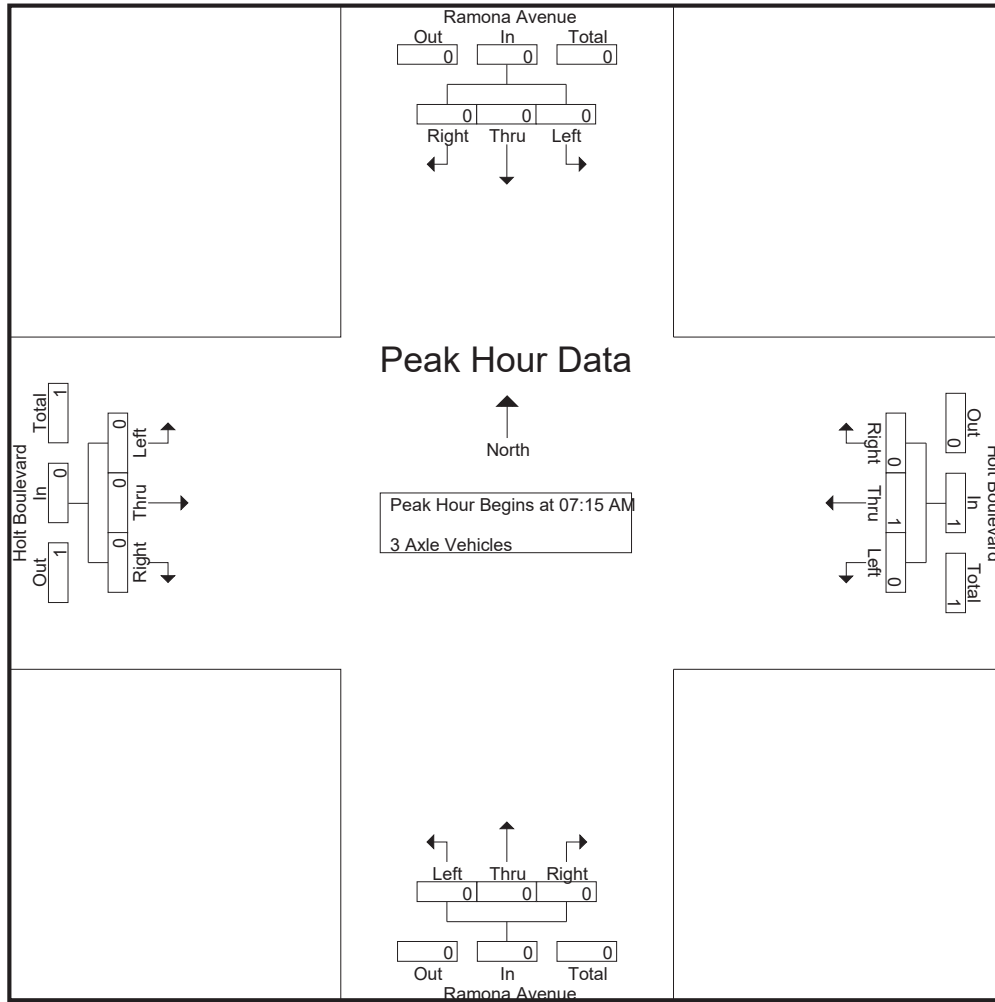 Ramona Avenue
Out In Total
0 0 0
0 0 0
Right Thru Left
Peak Hour Data
North
Peak Hour Begins at 07:15 AM
3 Axle Vehicles
Holt Boulevard
Out In Total
1 0 1
0 0 0
Right Thru Left
Holt Boulevard
Out In Total
0 1 1
0 1 0
Right Thru Left
Left Thru Right
0 0 0
0 0 0
Out In Total
Ramona Avenue